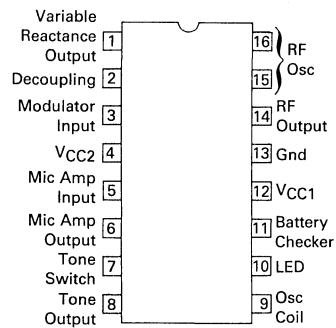 Variable
Reactance
Output
1
Decoupling
2
Modulator
Input
3
VCC2
4
Mic Amp
Input
5
Mic Amp
Output
6
Tone
Switch
7
Tone
Output
8
16
15
RF
Osc
14
RF
Output
13 Gnd
12 VCC1
11
Battery
Checker
10 LED
9
Osc
Coil